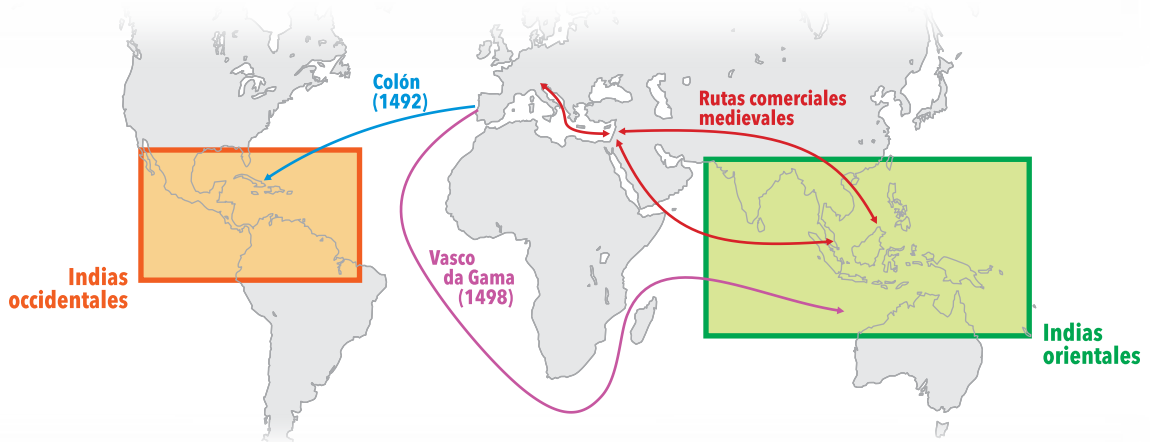 Colón
(1492)
Rutas comerciales
medievales
Vasco
da Gama
(1498)
Indias
occidentales
Indias
orientales